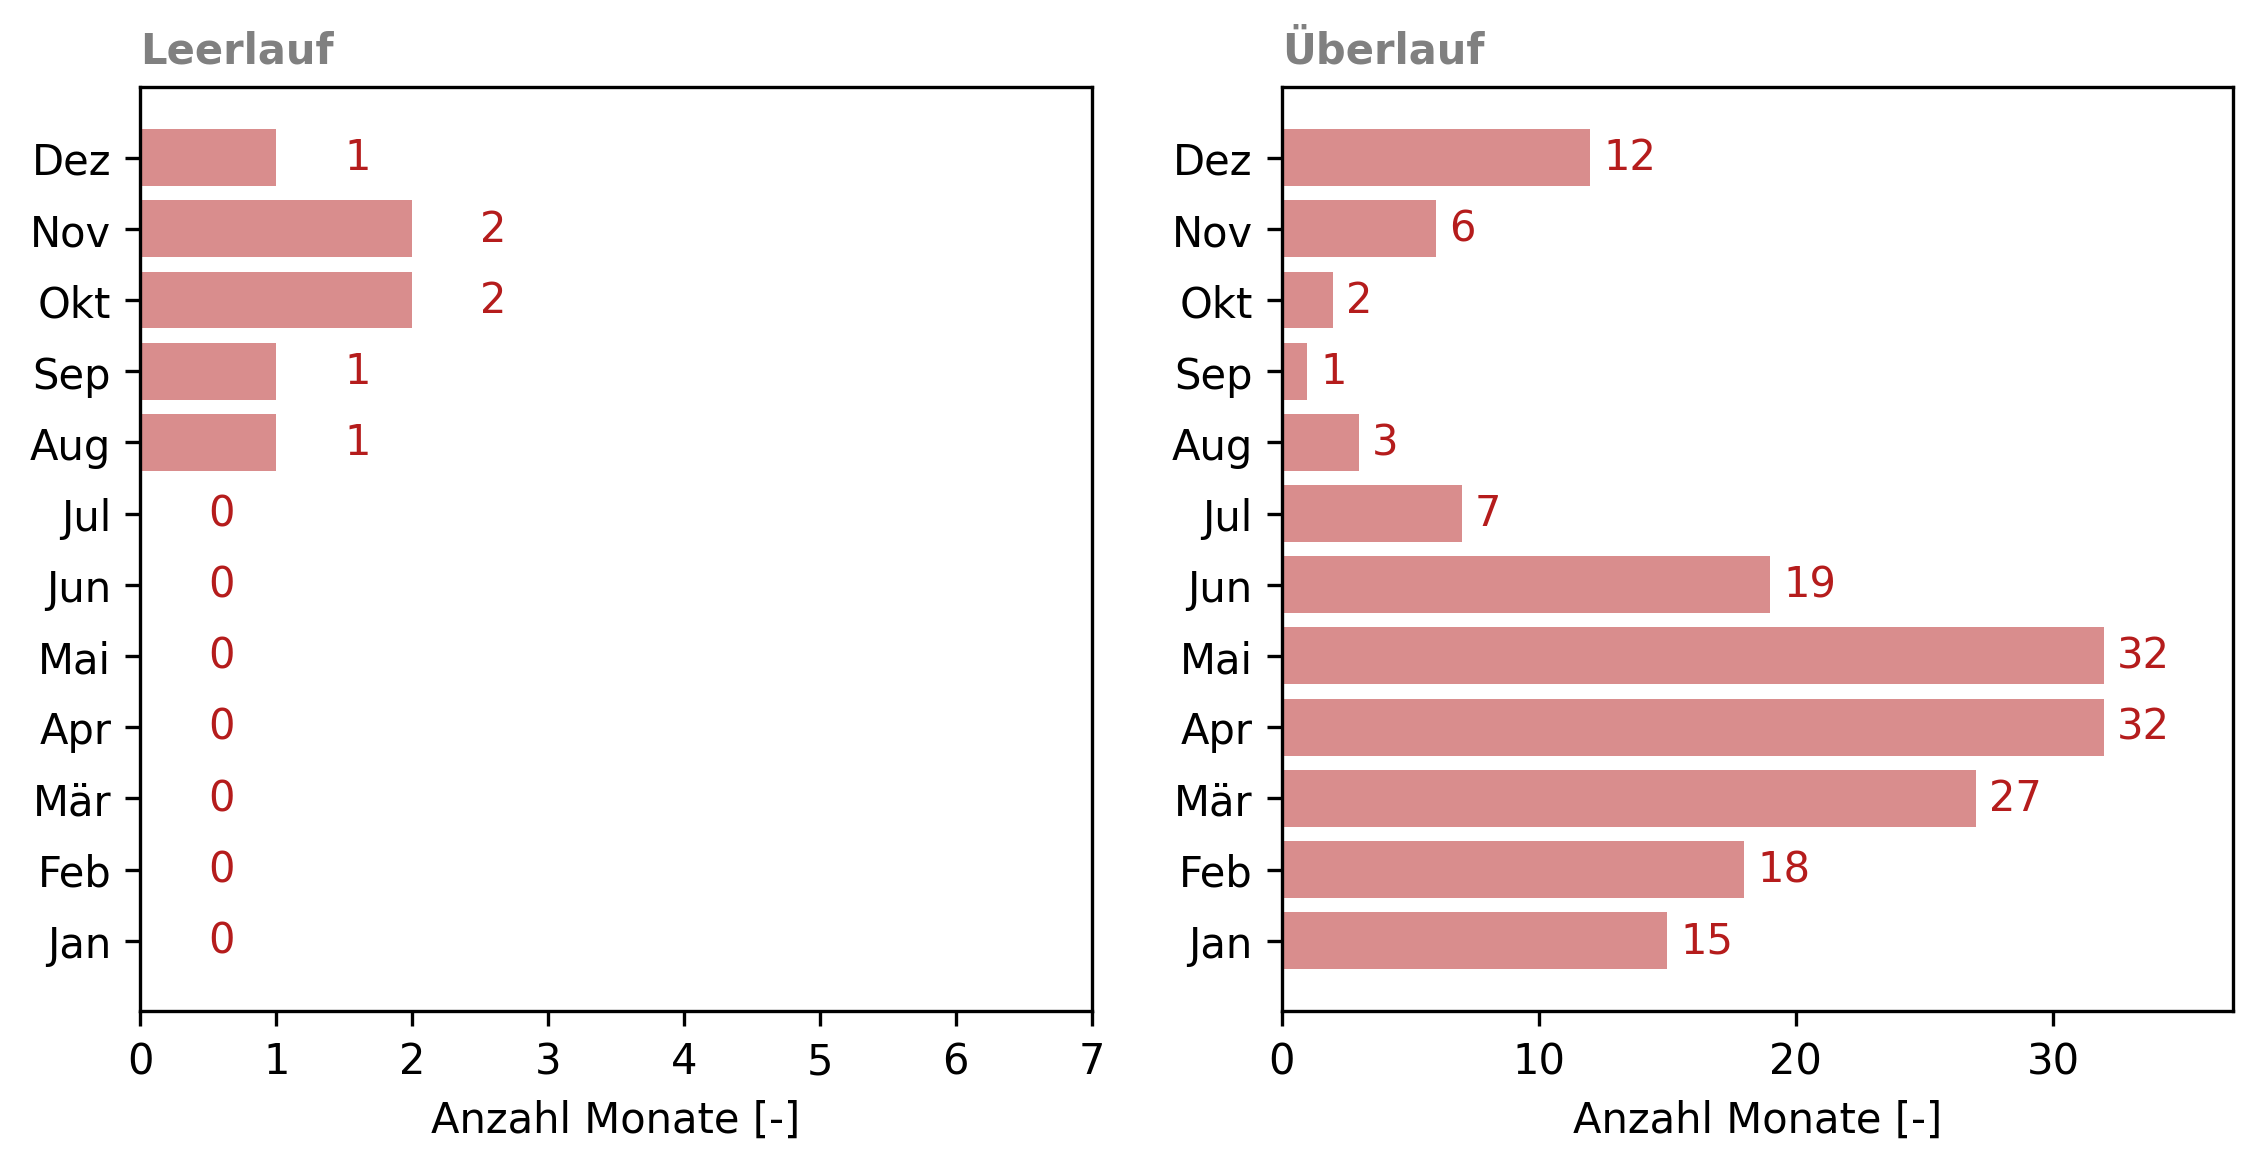 Leerlauf
Dez 1
Nov 2
Okt 2
Sep 1
Aug 1
Jul 0
Jun 0
Mai 0
Apr 0
Mär 0
Feb 0
Jan 0
0 1 2 3 4 5 6 7
Anzahl Monate [-]
Überlauf
Dez 12
Nov 6
Okt 2
Sep 1
Aug 3
Jul 7
Jun 19
Mai 32
Apr 32
Mär 27
Feb 18
Jan 15
0 10 20 30
Anzahl Monate [-]